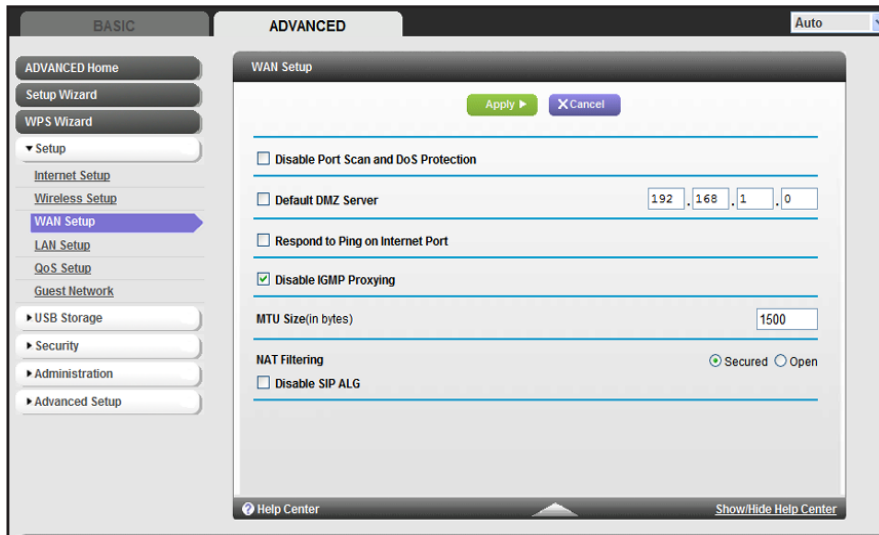 BASIC
ADVANCED
Auto
ADVANCED Home
Setup Wizard
WPS Wizard
Setup
Internet Setup
Wireless Setup
WAN Setup
LAN Setup
QoS Setup
Guest Network
USB Storage
Security
Administration
Advanced Setup
WAN Setup
Apply
Cancel
Disable Port Scan and DoS Protection
Default DMZ Server 192 . 168 . 1 . 0
Respond to Ping on Internet Port
Disable IGMP Proxying
MTU Size(in bytes) 1500
NAT Filtering Secured Open
Disable SIP ALG
Help Center Show/Hide Help Center